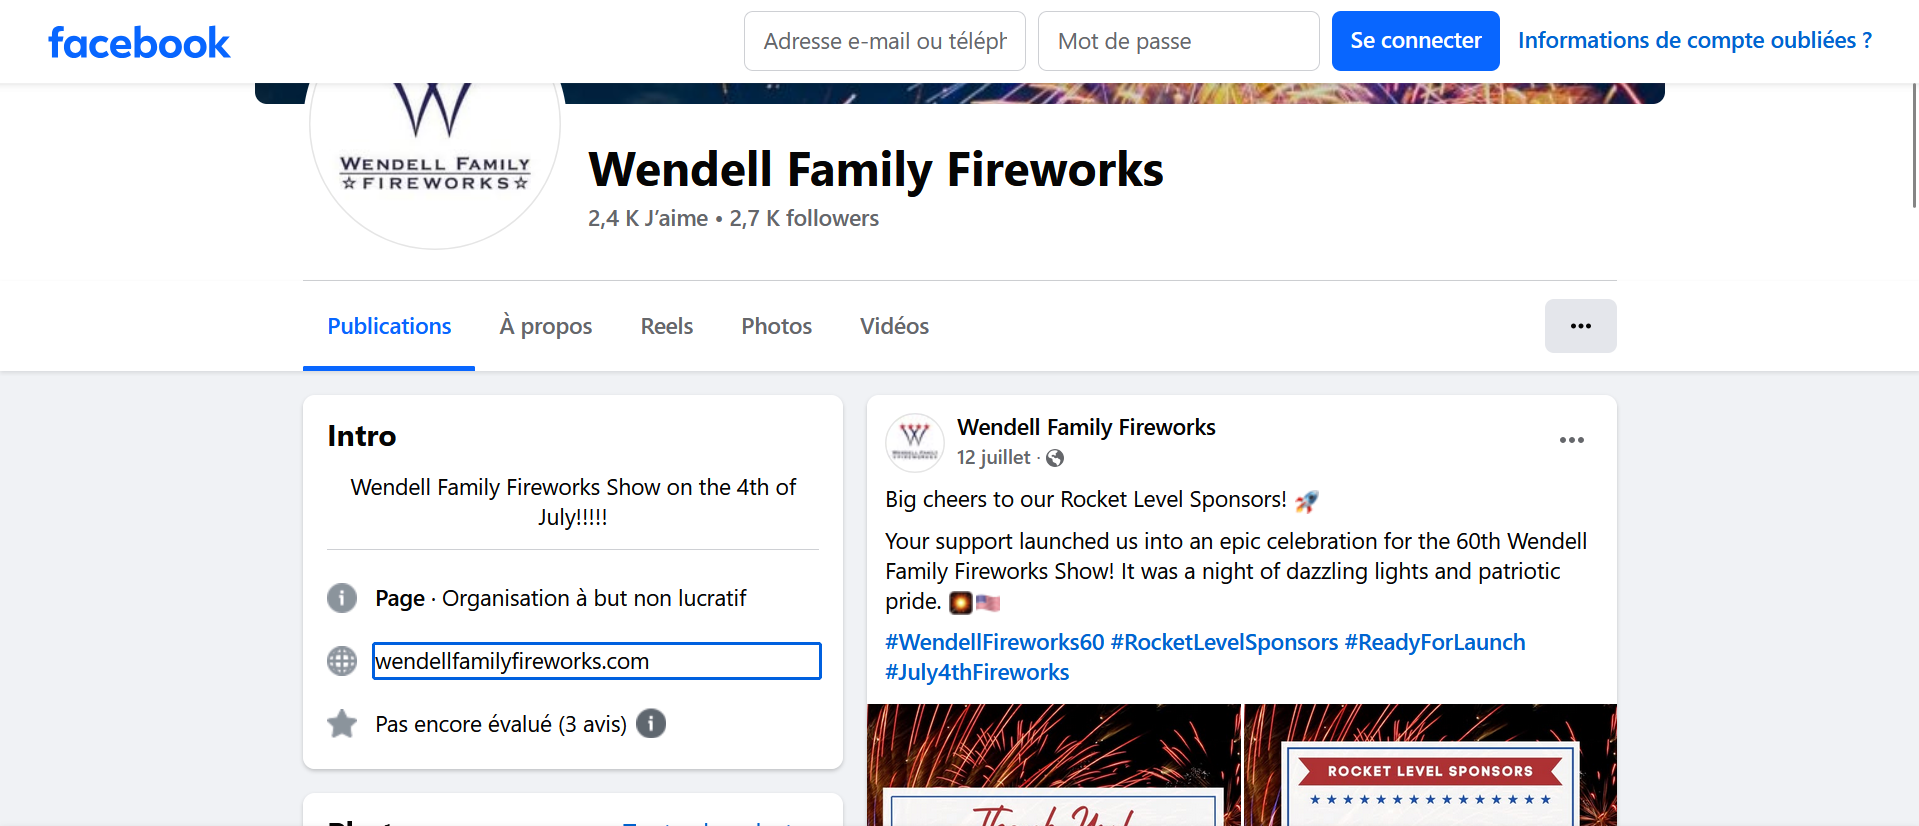 facebook
Adresse e-mail ou téléph
Mot de passe
Se connecter
Informations de compte oubliées ?
W
WENDELL FAMILY
☆FIREWORKS☆
Wendell Family Fireworks
2,4 K J’aime • 2,7 K followers
Publications
À propos
Reels
Photos
Vidéos
Intro
Wendell Family Fireworks Show on the 4th of
July!!!!!
Page · Organisation à but non lucratif
wendellfamilyfireworks.com
Pas encore évalué (3 avis)
Wendell Family Fireworks
12 juillet ·
Big cheers to our Rocket Level Sponsors! 🚀
Your support launched us into an epic celebration for the 60th Wendell
Family Fireworks Show! It was a night of dazzling lights and patriotic
pride. 🎆🇺🇸
#WendellFireworks60 #RocketLevelSponsors #ReadyForLaunch
#July4thFireworks
Thank You!
ROCKET LEVEL SPONSORS